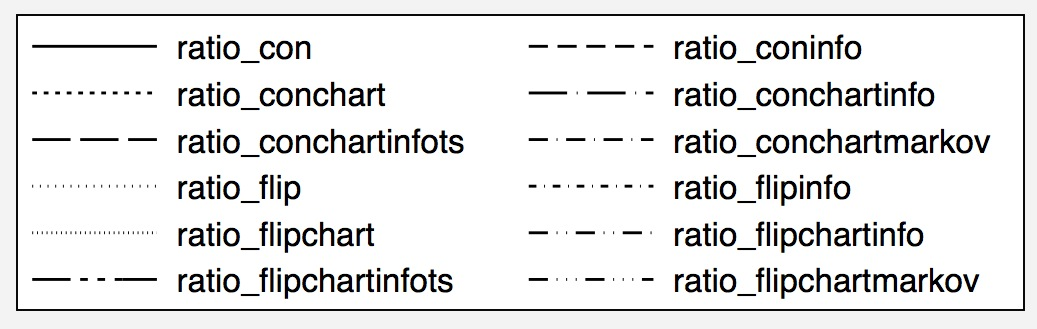 ratio_con ratio_coninfo
ratio_conchart ratio_conchartinfo
ratio_conchartinfots ratio_conchartmarkov
ratio_flip ratio_flipinfo
ratio_flipchart ratio_flipchartinfo
ratio_flipchartinfots ratio_flipchartmarkov